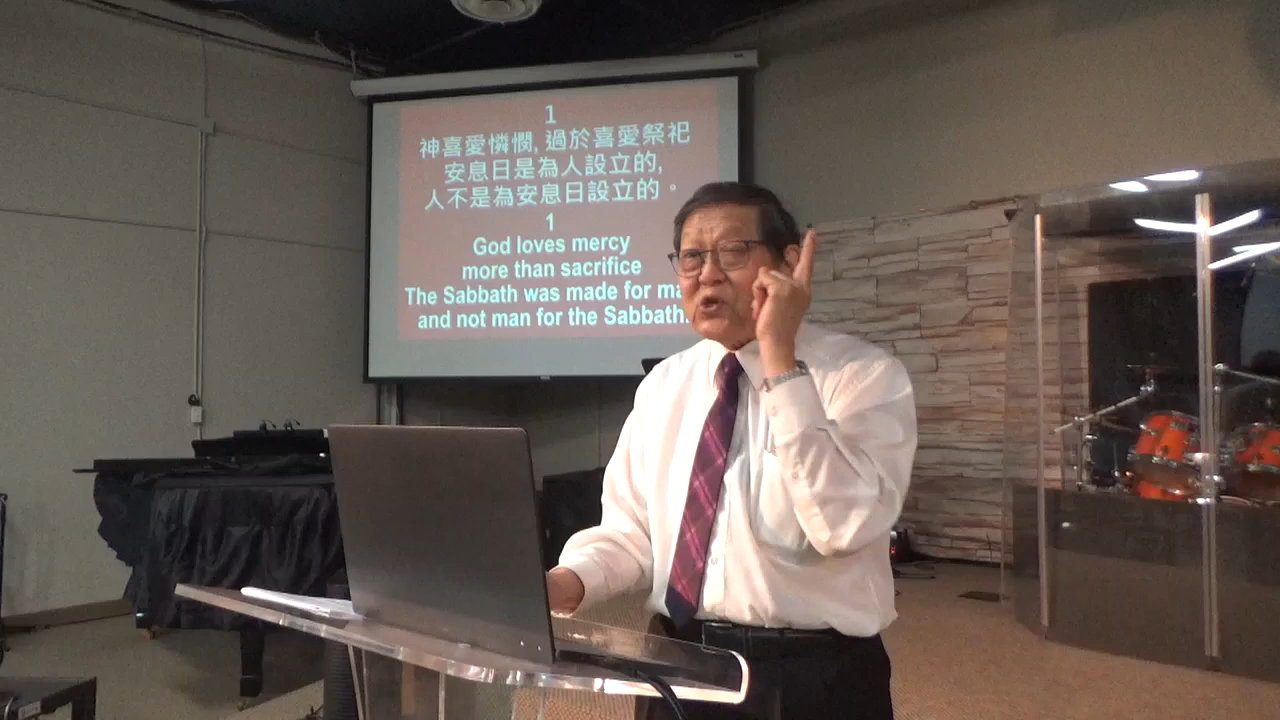 1
神喜愛憐憫, 過於喜愛祭祀
安息日是為人設立的,
人不是為安息日設立的。
1
God loves mercy
more than sacrifice
The Sabbath was made for
and not man for the Sabbath.